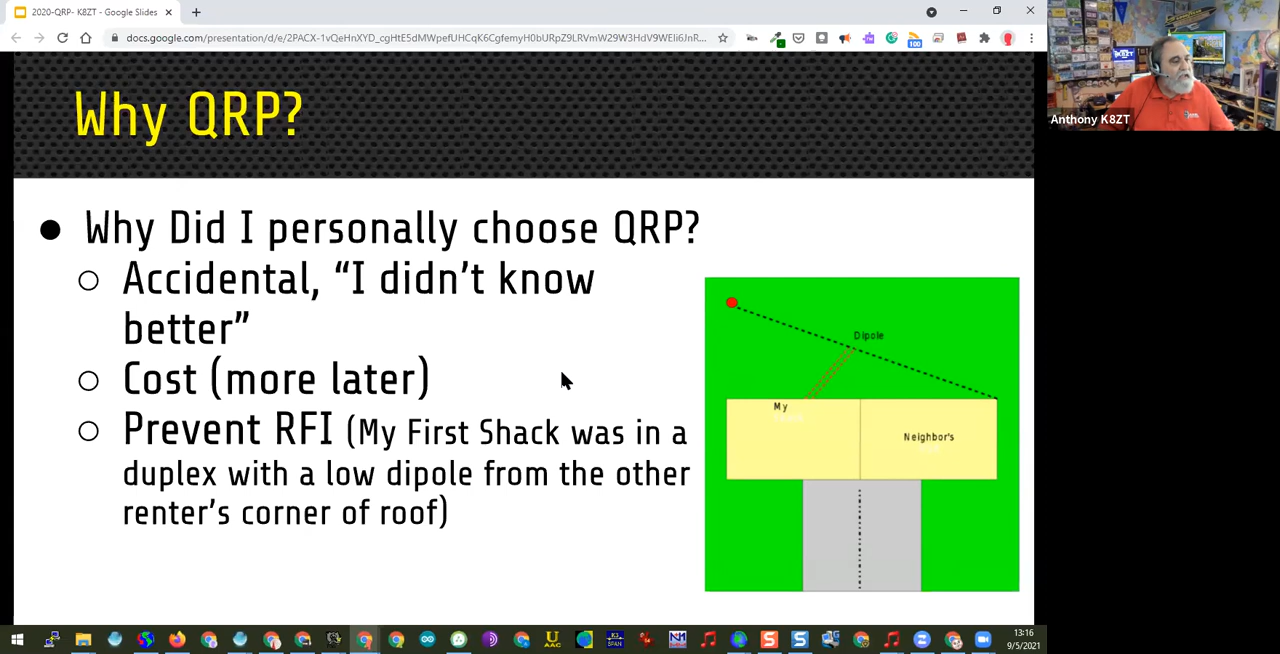 2020-QRP- K8ZT - Google Slides
docs.google.com/presentation/d/e/2PACX-1vQeHnXYD_cgHtE5dMWpefUHCqK6CgfemyH0bURpZ9LRVmW29W3HdV9WEli6JnR...
100
Anthony K8ZT
Why QRP?
Why Did I personally choose QRP?
Accidental, “I didn’t know
better”
Cost (more later)
Prevent RFI (My First Shack was in a
duplex with a low dipole from the other
renter’s corner of roof)
Dipole
My
Neighbor's
13:16
9/5/2021